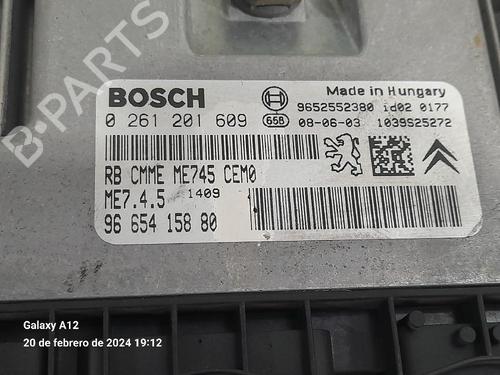 BOSCH
Made in Hungary
9652552380 id02 0177
0 261 201 609
65B
08-06-03 1039S25272
RB CMME ME745 CEM0
ME7.4.5 1409
96 654 158 80
B-PARTS
Galaxy A12
20 de febrero de 2024 19:12